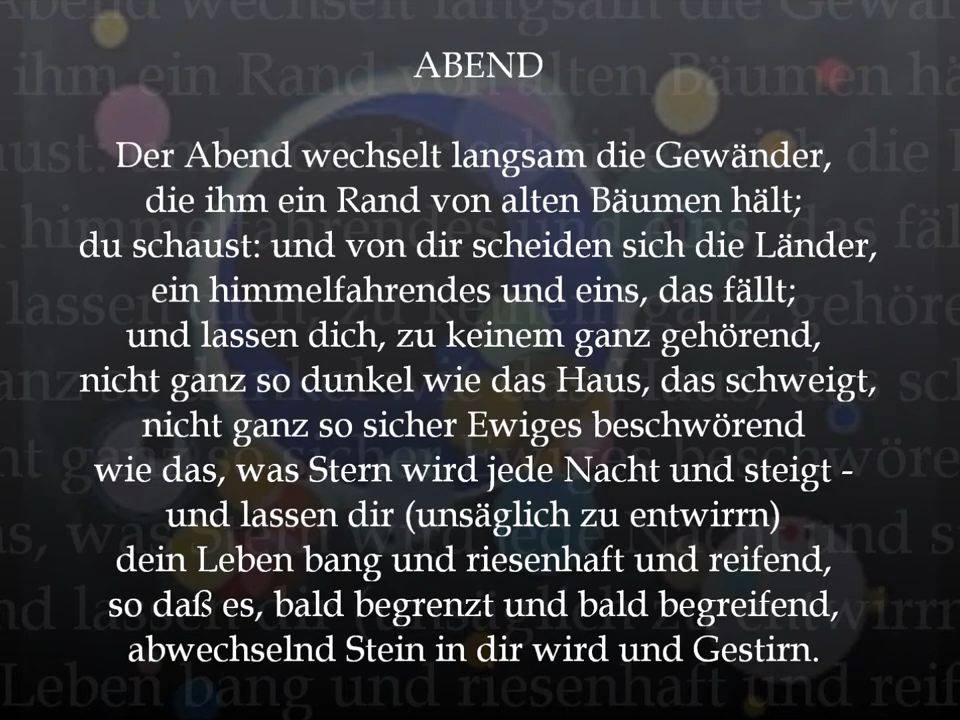 ABEND
Der Abend wechselt langsam die Gewänder,
die ihm ein Rand von alten Bäumen hält;
du schaust: und von dir scheiden sich die Länder,
ein himmelfahrendes und eins, das fällt;
und lassen dich, zu keinem ganz gehörend,
nicht ganz so dunkel wie das Haus, das schweigt,
nicht ganz so sicher Ewiges beschwörend
wie das, was Stern wird jede Nacht und steigt -
und lassen dir (unsäglich zu entwirrn)
dein Leben bang und riesenhaft und reifend,
so daß es, bald begrenzt und bald begreifend,
abwechselnd Stein in dir wird und Gestirn.